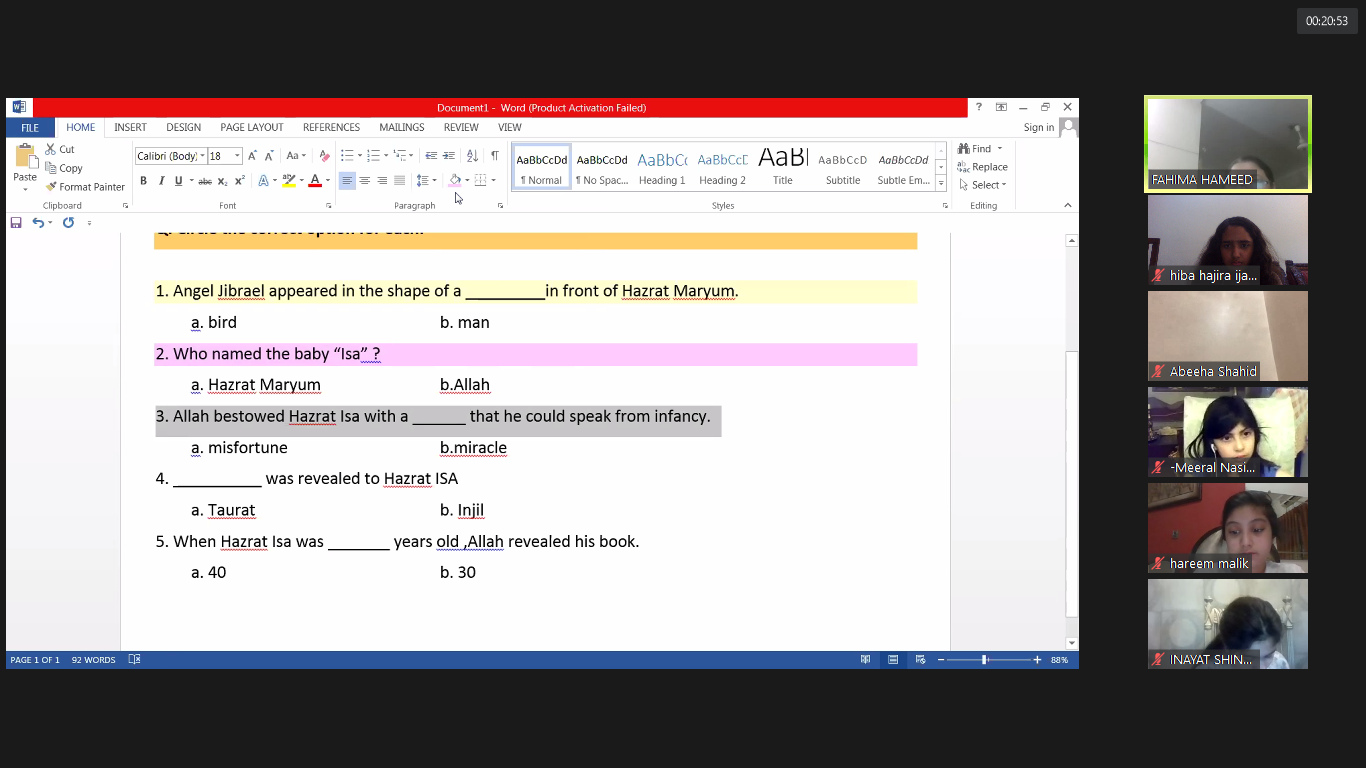 00:20:53
Document1 - Word (Product Activation Failed)
FILE HOME INSERT DESIGN PAGE LAYOUT REFERENCES MAILINGS REVIEW VIEW Sign in
Paste
Cut
Copy
Format Painter
Calibri (Body) 18
AaBbCcDd AaBbCcDd AaBbCc AaBbCcD AaB AaBbCcD AaBbCcDd
¶ Normal ¶ No Spac... Heading 1 Heading 2 Title Subtitle Subtle Em...
Find
Replace
Select
Clipboard Font Paragraph Styles Editing
Q. Circle the correct option for each.
1. Angel Jibrael appeared in the shape of a _________in front of Hazrat Maryum.
a. bird b. man
2. Who named the baby “Isa” ?
a. Hazrat Maryum b.Allah
3. Allah bestowed Hazrat Isa with a ______ that he could speak from infancy.
a. misfortune b.miracle
4. __________ was revealed to Hazrat ISA
a. Taurat b. Injil
5. When Hazrat Isa was _______ years old ,Allah revealed his book.
a. 40 b. 30
PAGE 1 OF 1 92 WORDS 88%
FAHIMA HAMEED
hiba hajira ija...
Abeeha Shahid
-Meeral Nasi...
hareem malik
INAYAT SHIN...